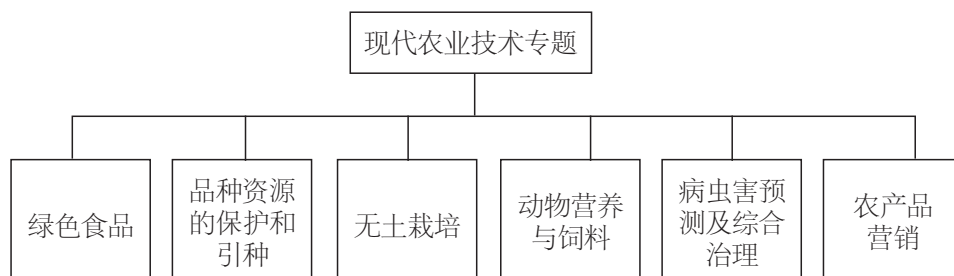 现代农业技术专题
绿色食品
品种资源
的保护和
引种
无土栽培
动物营养
与饲料
病虫害预
测及综合
治理
农产品
营销